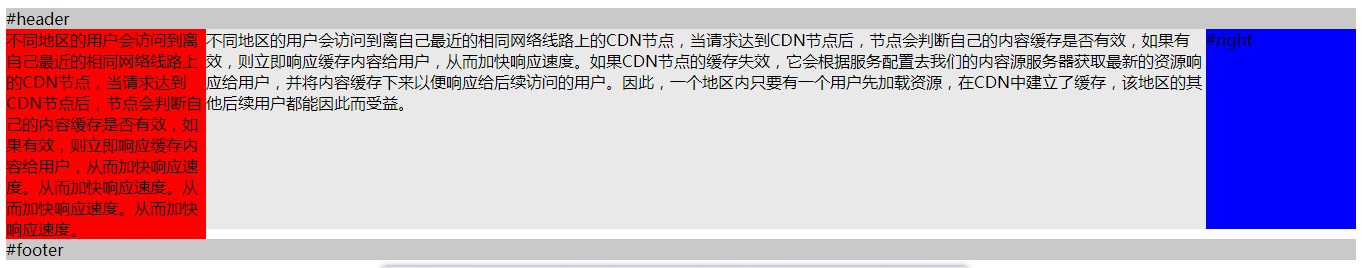 #header
不同地区的用户会访问到离
自己最近的相同网络线路上
的CDN节点，当请求达到
CDN节点后，节点会判断自
己的内容缓存是否有效，如
果有效，则立即响应缓存内
容给用户，从而加快响应速
度。从而加快响应速度。从
而加快响应速度。从而加快
响应速度。
不同地区的用户会访问到离自己最近的相同网络线路上的CDN节点，当请求达到CDN节点后，节点会判断自己的内容缓存是否有效，如果有
效，则立即响应缓存内容给用户，从而加快响应速度。如果CDN节点的缓存失效，它会根据服务配置去我们的内容源服务器获取最新的资源响
应给用户，并将内容缓存下来以便响应给后续访问的用户。因此，一个地区内只要有一个用户先加载资源，在CDN中建立了缓存，该地区的其
他后续用户都能因此而受益。
#right
#footer